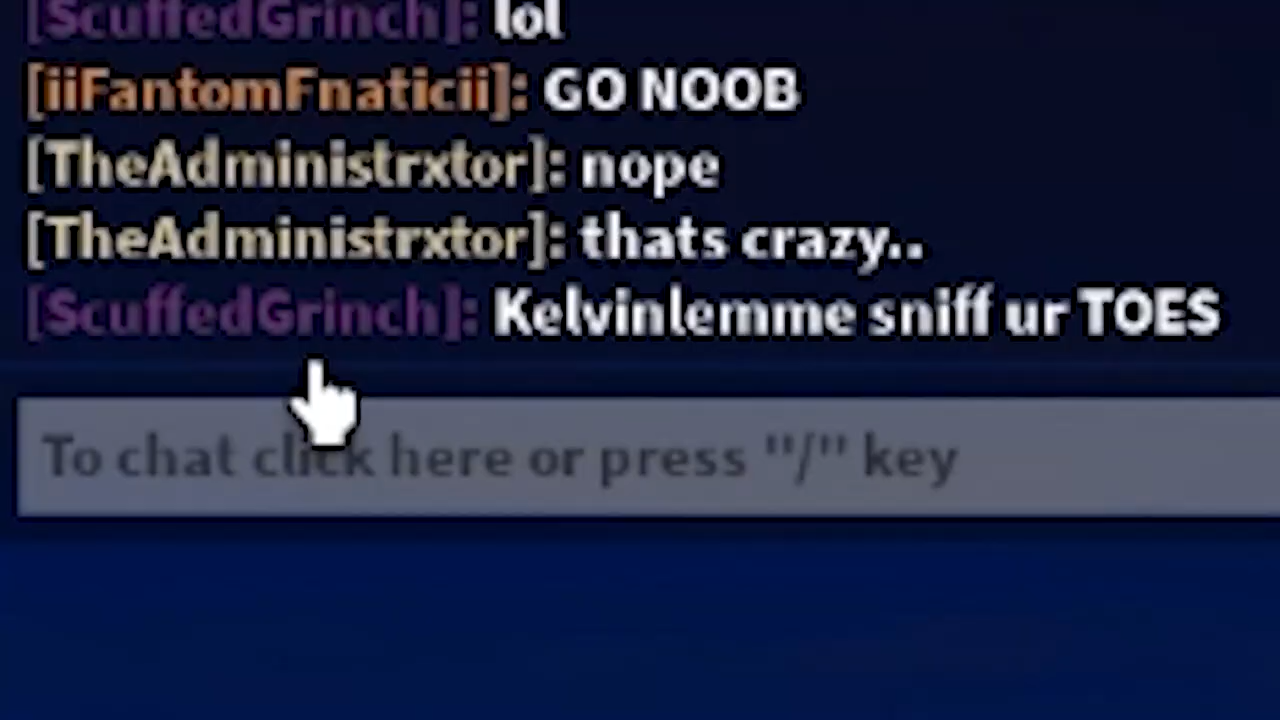 [ScuffedGrinch]: lol
[iiFantomFnaticii]: GO NOOB
[TheAdministrxtor]: nope
[TheAdministrxtor]: thats crazy..
[ScuffedGrinch]: Kelvinlemme sniff ur TOES
To chat click here or press "/" key